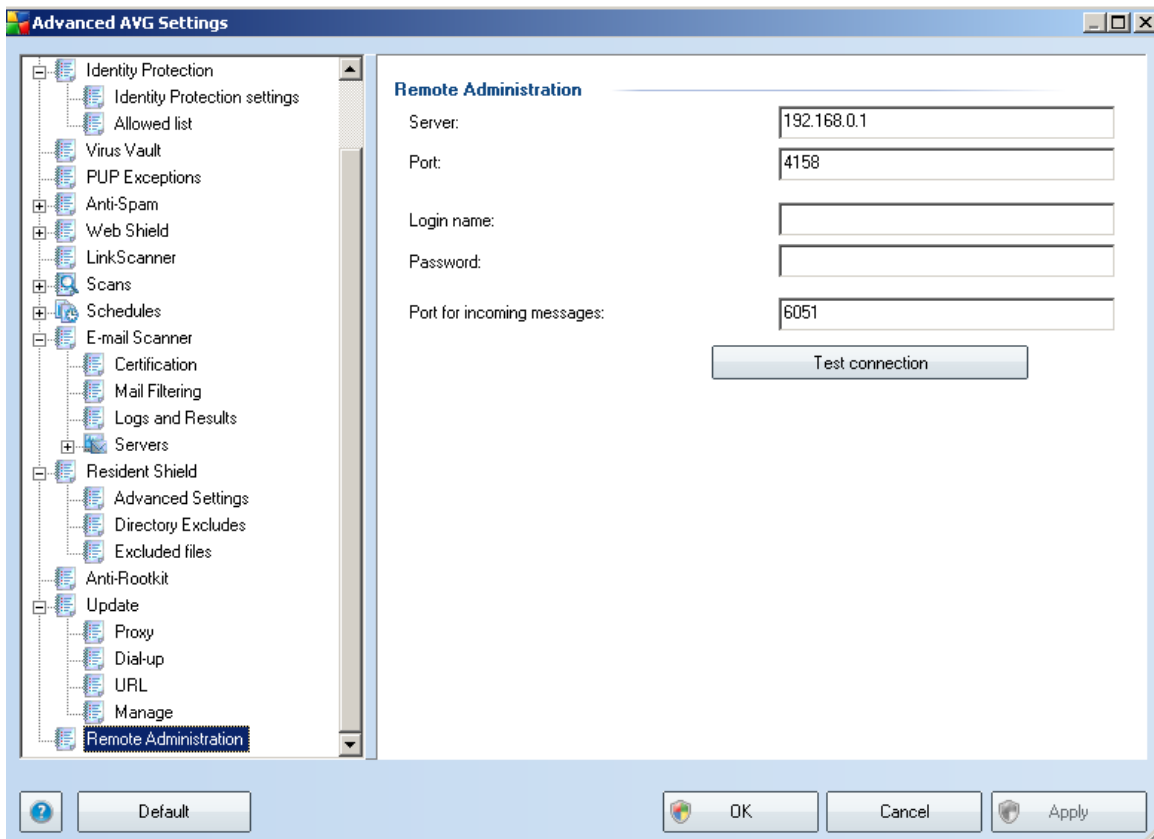 Advanced AVG Settings
Identity Protection
Identity Protection settings
Allowed list
Virus Vault
PUP Exceptions
Anti-Spam
Web Shield
LinkScanner
Scans
Schedules
E-mail Scanner
Certification
Mail Filtering
Logs and Results
Servers
Resident Shield
Advanced Settings
Directory Excludes
Excluded files
Anti-Rootkit
Update
Proxy
Dial-up
URL
Manage
Remote Administration
Remote Administration
Server: 192.168.0.1
Port: 4158
Login name:
Password:
Port for incoming messages: 6051
Test connection
? Default OK Cancel Apply